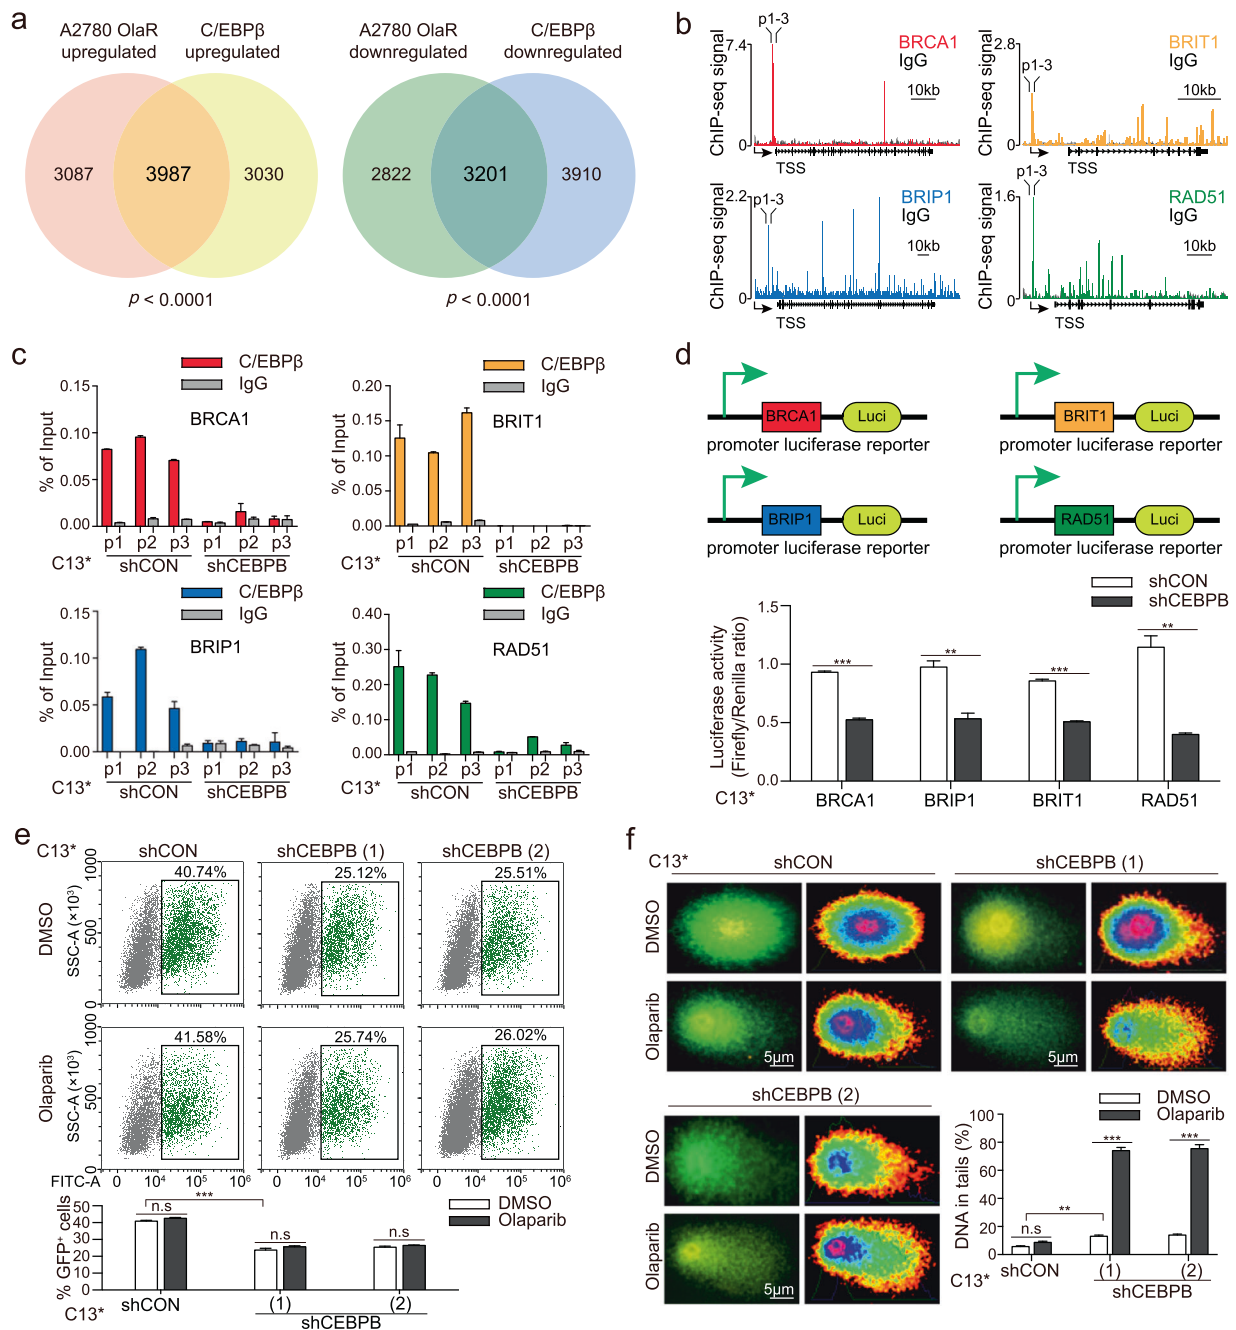 a
A2780 OlaR
upregulated
C/EBPβ
upregulated
A2780 OlaR
downregulated
C/EBPβ
downregulated
3087
3987
3030
2822
3201
3910
p < 0.0001
p < 0.0001
b
p1-3
7.4
0
ChIP-seq signal
BRCA1
IgG
10kb
TSS
2.8
p1-3
0
ChIP-seq signal
BRIT1
IgG
10kb
TSS
2.2
p1-3
0
ChIP-seq signal
BRIP1
IgG
10kb
TSS
p1-3
1.6
0
ChIP-seq signal
RAD51
IgG
10kb
TSS
c
C/EBPβ
IgG
BRCA1
% of Input
0.15
0.10
0.05
0.00
p1 p2 p3 p1 p2 p3
C13* shCON shCEBPB
C/EBPβ
IgG
BRIT1
% of Input
0.20
0.15
0.10
0.05
0.00
p1 p2 p3 p1 p2 p3
C13* shCON shCEBPB
C/EBPβ
IgG
BRIP1
% of Input
0.15
0.10
0.05
0.00
p1 p2 p3 p1 p2 p3
C13* shCON shCEBPB
C/EBPβ
IgG
RAD51
% of Input
0.40
0.30
0.20
0.10
0.00
p1 p2 p3 p1 p2 p3
C13* shCON shCEBPB
d
BRCA1 Luci
promoter luciferase reporter
BRIT1 Luci
promoter luciferase reporter
BRIP1 Luci
promoter luciferase reporter
RAD51 Luci
promoter luciferase reporter
shCON
shCEBPB
Luciferase activity
(Firefly/Renilla ratio)
1.5
1.0
0.5
0.0
*** ** *** **
C13* BRCA1 BRIP1 BRIT1 RAD51
e
C13* shCON shCEBPB (1) shCEBPB (2)
DMSO
SSC-A (×10³)
1000
500
0
40.74% 25.12% 25.51%
0 10⁴ 10⁵ 10⁶ 0 10⁴ 10⁵ 10⁶ 0 10⁴ 10⁵ 10⁶
Olaparib
SSC-A (×10³)
1000
500
0
41.58% 25.74% 26.02%
FITC-A 0 10⁴ 10⁵ 10⁶ 0 10⁴ 10⁵ 10⁶ 0 10⁴ 10⁵ 10⁶
DMSO
Olaparib
% GFP⁺ cells
50
40
30
20
10
0
***
n.s n.s n.s
C13* shCON (1) (2)
shCEBPB
f
C13* shCON shCEBPB (1)
DMSO
Olaparib
5μm
5μm
shCEBPB (2)
DMSO
Olaparib
5μm
DMSO
Olaparib
DNA in tails (%)
100
80
60
40
20
0
n.s ** *** ***
C13* shCON (1) (2)
shCEBPB